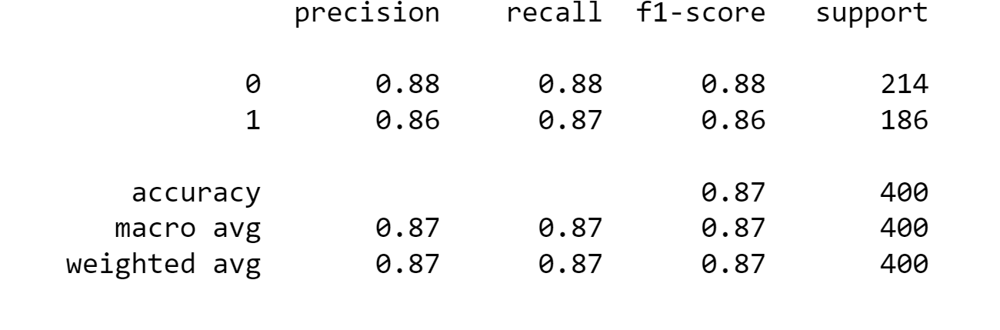 precision recall f1-score support
0 0.88 0.88 0.88 214
1 0.86 0.87 0.86 186
accuracy 0.87 400
macro avg 0.87 0.87 0.87 400
weighted avg 0.87 0.87 0.87 400